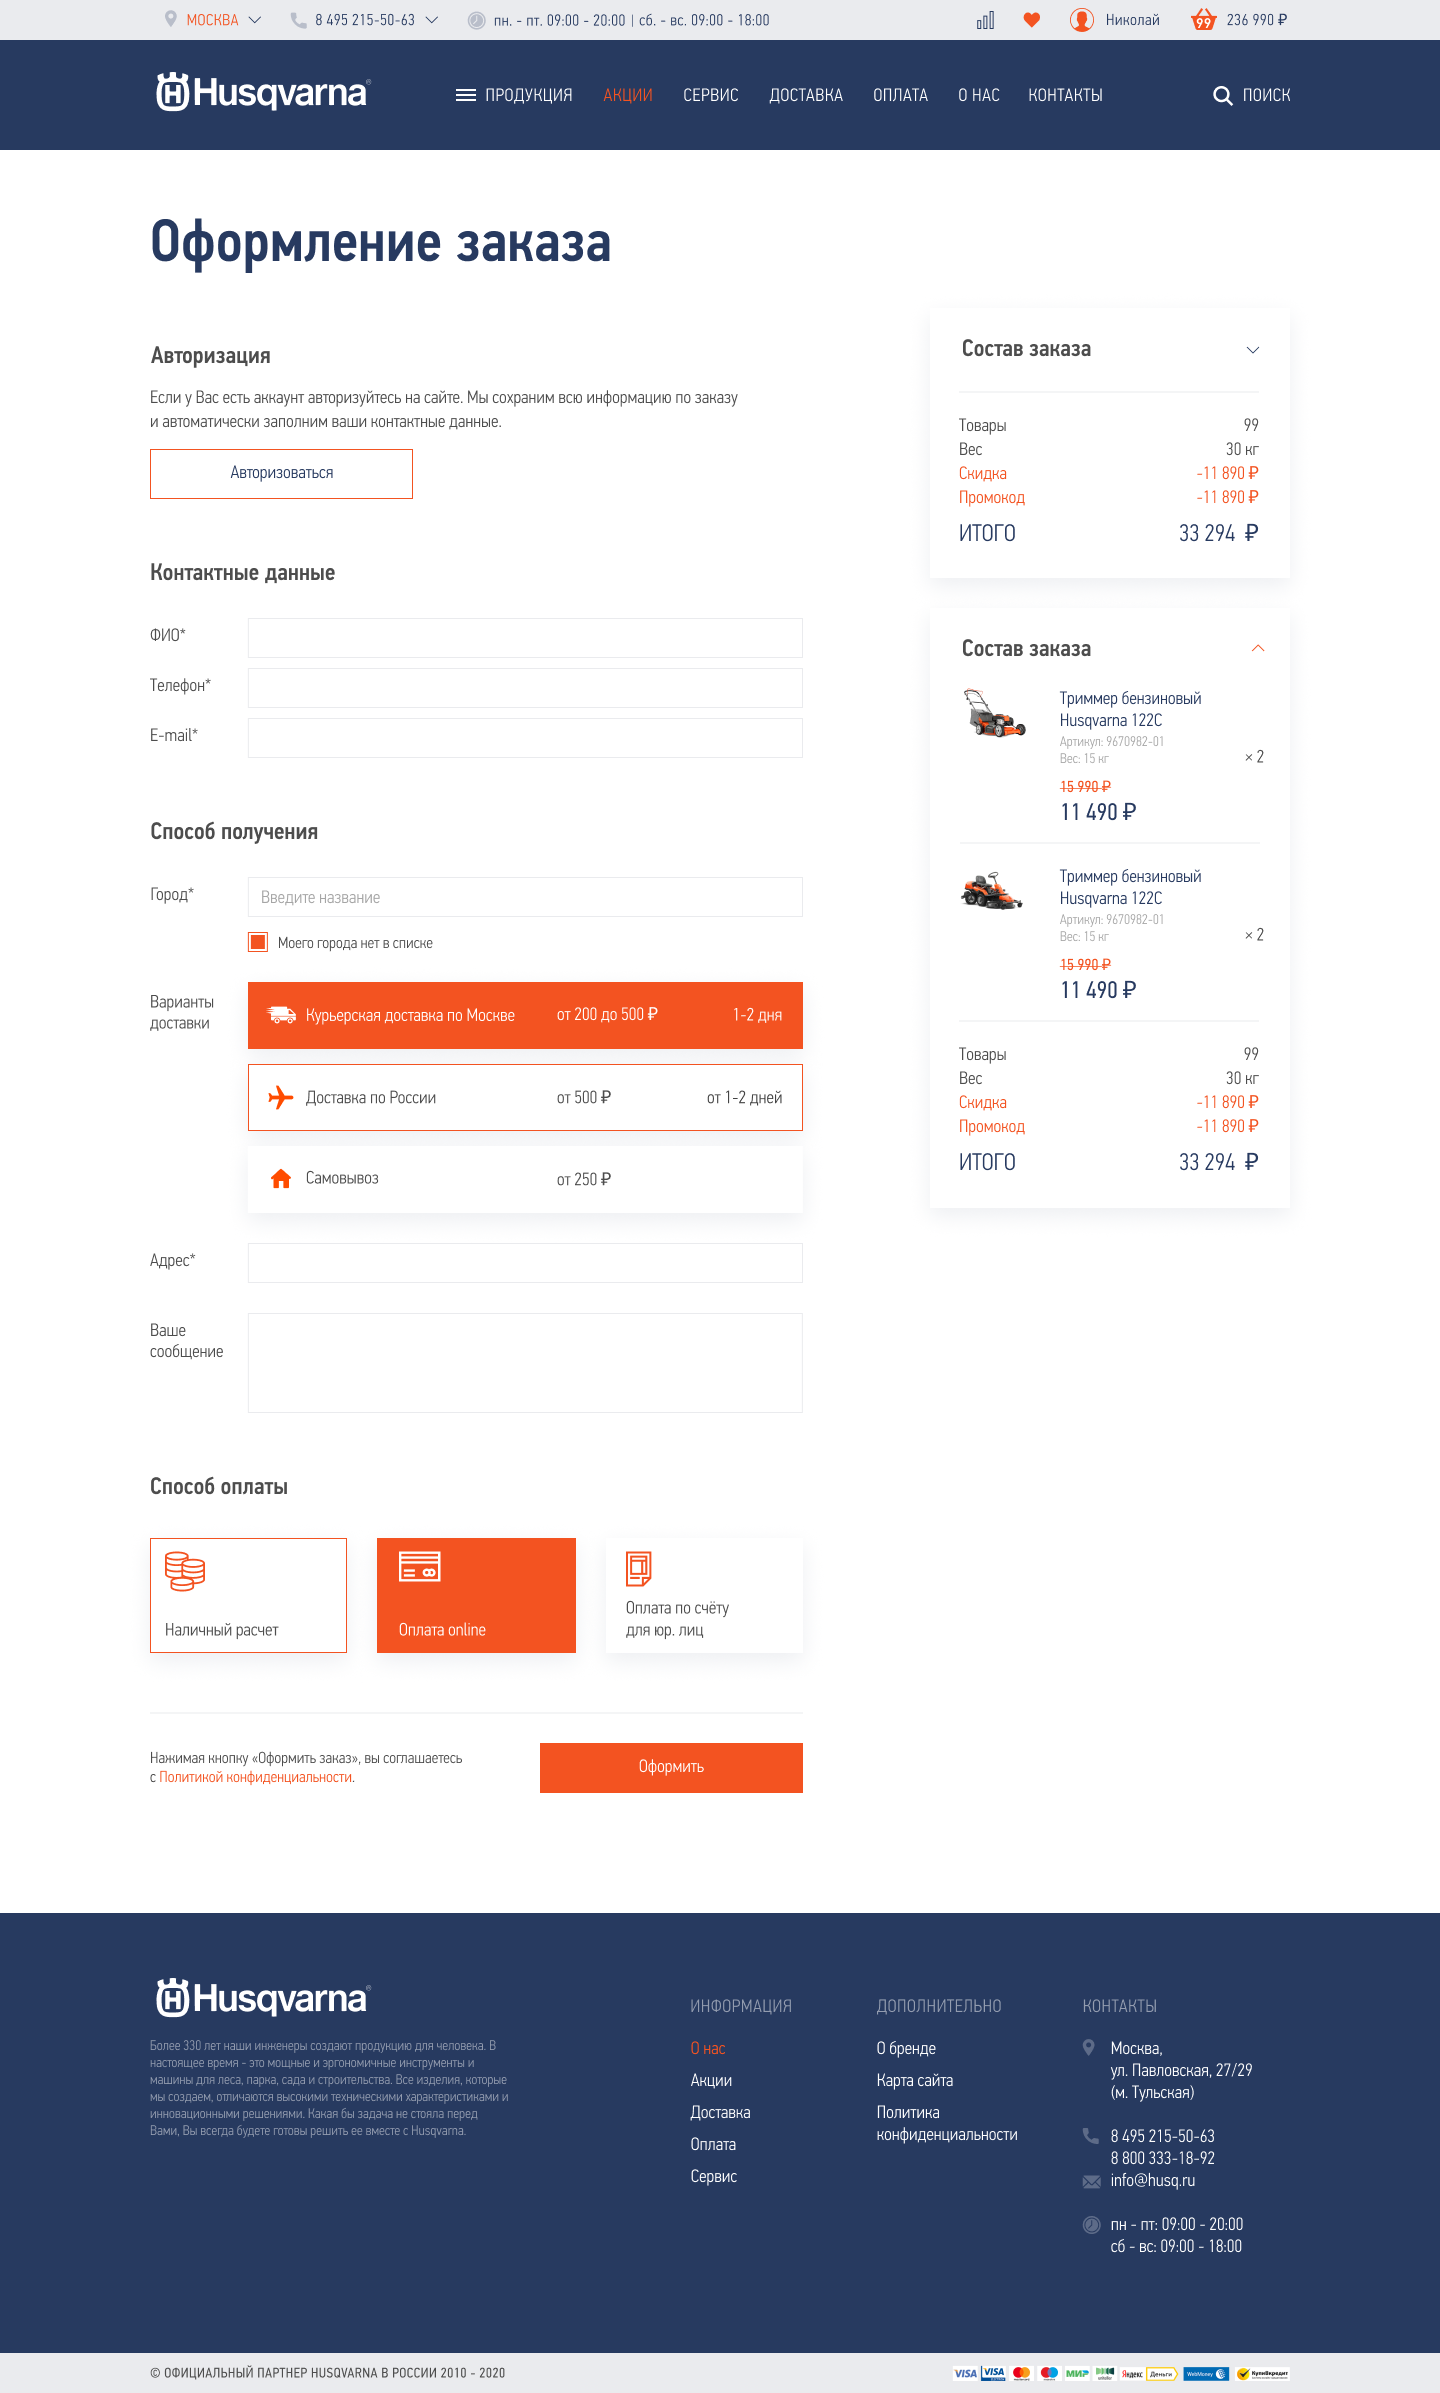 МОСКВА
8 495 215-50-63
пн. - пт. 09:00 - 20:00 | сб. - вс. 09:00 - 18:00
Николай
99
236 990 ₽
Husqvarna
ПРОДУКЦИЯ
АКЦИИ
СЕРВИС
ДОСТАВКА
ОПЛАТА
О НАС
КОНТАКТЫ
ПОИСК
Оформление заказа
Авторизация
Если у Вас есть аккаунт авторизуйтесь на сайте. Мы сохраним всю информацию по заказу
и автоматически заполним ваши контактные данные.
Авторизоваться
Контактные данные
ФИО*
Телефон*
E-mail*
Способ получения
Город*
Введите название
Моего города нет в списке
Варианты
доставки
Курьерская доставка по Москве
от 200 до 500 ₽
1-2 дня
Доставка по России
от 500 ₽
от 1-2 дней
Самовывоз
от 250 ₽
Адрес*
Ваше
сообщение
Способ оплаты
Наличный расчет
Оплата online
Оплата по счёту
для юр. лиц
Нажимая кнопку «Оформить заказ», вы соглашаетесь
с Политикой конфиденциальности.
Оформить
Состав заказа
Товары 99
Вес 30 кг
Скидка -11 890 ₽
Промокод -11 890 ₽
ИТОГО 33 294 ₽
Состав заказа
Триммер бензиновый
Husqvarna 122C
Артикул: 9670982-01
Вес: 15 кг
× 2
15 990 ₽
11 490 ₽
Триммер бензиновый
Husqvarna 122C
Артикул: 9670982-01
Вес: 15 кг
× 2
15 990 ₽
11 490 ₽
Товары 99
Вес 30 кг
Скидка -11 890 ₽
Промокод -11 890 ₽
ИТОГО 33 294 ₽
Husqvarna
Более 330 лет наши инженеры создают продукцию для человека. В
настоящее время - это мощные и эргономичные инструменты и
машины для леса, парка, сада и строительства. Все изделия, которые
мы создаем, отличаются высокими техническими характеристиками и
инновационными решениями. Какая бы задача не стояла перед
Вами, Вы всегда будете готовы решить ее вместе с Husqvarna.
ИНФОРМАЦИЯ
О нас
Акции
Доставка
Оплата
Сервис
ДОПОЛНИТЕЛЬНО
О бренде
Карта сайта
Политика
конфиденциальности
КОНТАКТЫ
Москва,
ул. Павловская, 27/29
(м. Тульская)
8 495 215-50-63
8 800 333-18-92
info@husq.ru
пн - пт: 09:00 - 20:00
сб - вс: 09:00 - 18:00
© ОФИЦИАЛЬНЫЙ ПАРТНЕР HUSQVARNA В РОССИИ 2010 - 2020
VISA
VISA
МИР
Яндекс Деньги
WebMoney
КупиВкредит